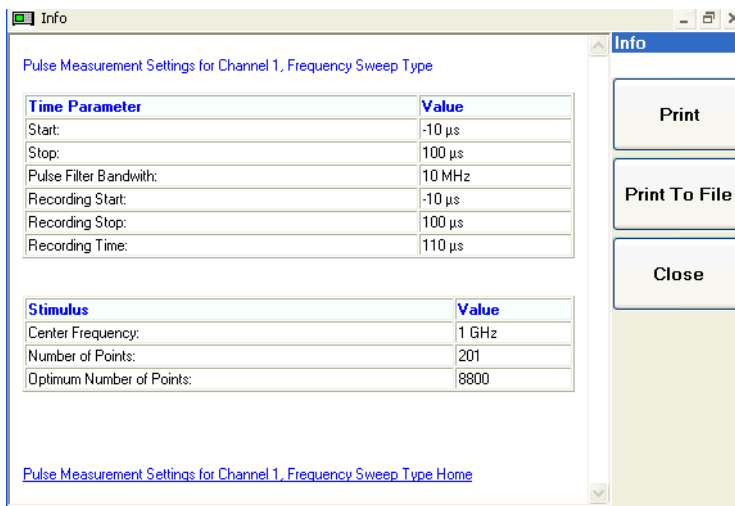 Info
Info
Pulse Measurement Settings for Channel 1, Frequency Sweep Type
Time Parameter Value
Start: -10 µs
Stop: 100 µs
Pulse Filter Bandwith: 10 MHz
Recording Start: -10 µs
Recording Stop: 100 µs
Recording Time: 110 µs
Stimulus Value
Center Frequency: 1 GHz
Number of Points: 201
Optimum Number of Points: 8800
Pulse Measurement Settings for Channel 1, Frequency Sweep Type Home
Print
Print To File
Close